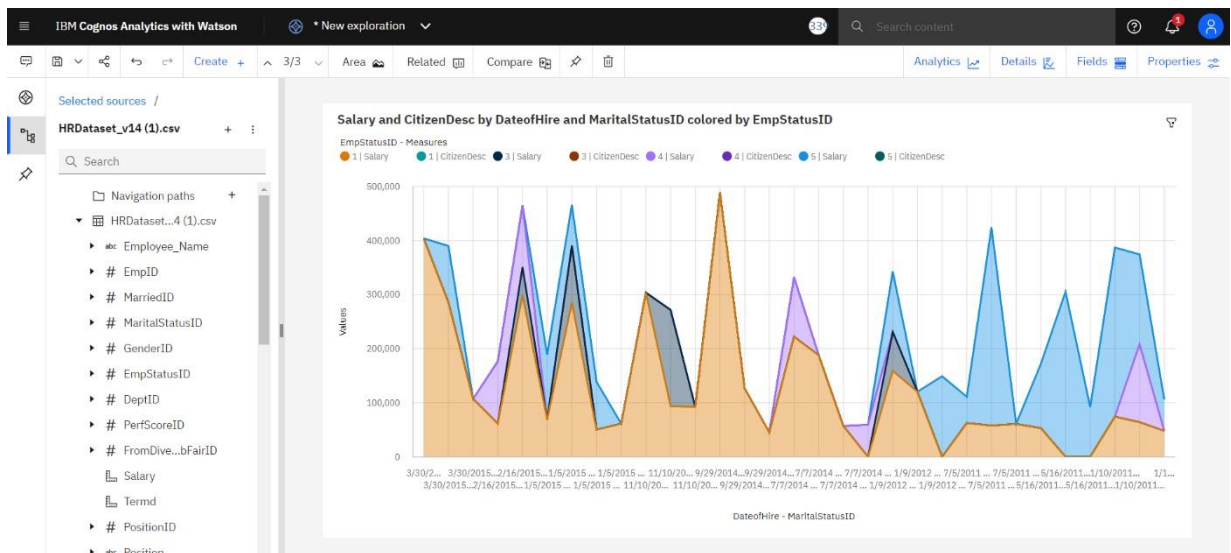 IBM Cognos Analytics with Watson
* New exploration
339
Search content
1
Create +
3/3
Area
Related
Compare
Analytics
Details
Fields
Properties
Selected sources /
HRDataset_v14 (1).csv
Search
Navigation paths
HRDataset...4 (1).csv
abc Employee_Name
# EmpID
# MarriedID
# MaritalStatusID
# GenderID
# EmpStatusID
# DeptID
# PerfScoreID
# FromDive...bFairID
Salary
Termd
# PositionID
abc Position
Salary and CitizenDesc by DateofHire and MaritalStatusID colored by EmpStatusID
EmpStatusID - Measures
1 | Salary 1 | CitizenDesc 3 | Salary 3 | CitizenDesc 4 | Salary 4 | CitizenDesc 5 | Salary 5 | CitizenDesc
Values
500,000
400,000
300,000
200,000
100,000
0
3/30/2... 3/30/2015...2/16/2015...1/5/2015 ... 1/5/2015 ... 11/10/20... 9/29/2014...9/29/2014...7/7/2014 ... 7/7/2014 ... 1/9/2012 ... 7/5/2011 ... 7/5/2011 ... 5/16/2011...1/10/2011... 1/1...
3/30/2015...2/16/2015...1/5/2015 ... 1/5/2015 ... 11/10/20... 11/10/20... 9/29/2014...7/7/2014 ... 7/7/2014 ... 1/9/2012 ... 1/9/2012 ... 7/5/2011 ...5/16/2011...5/16/2011...1/10/2011...
DateofHire - MaritalStatusID